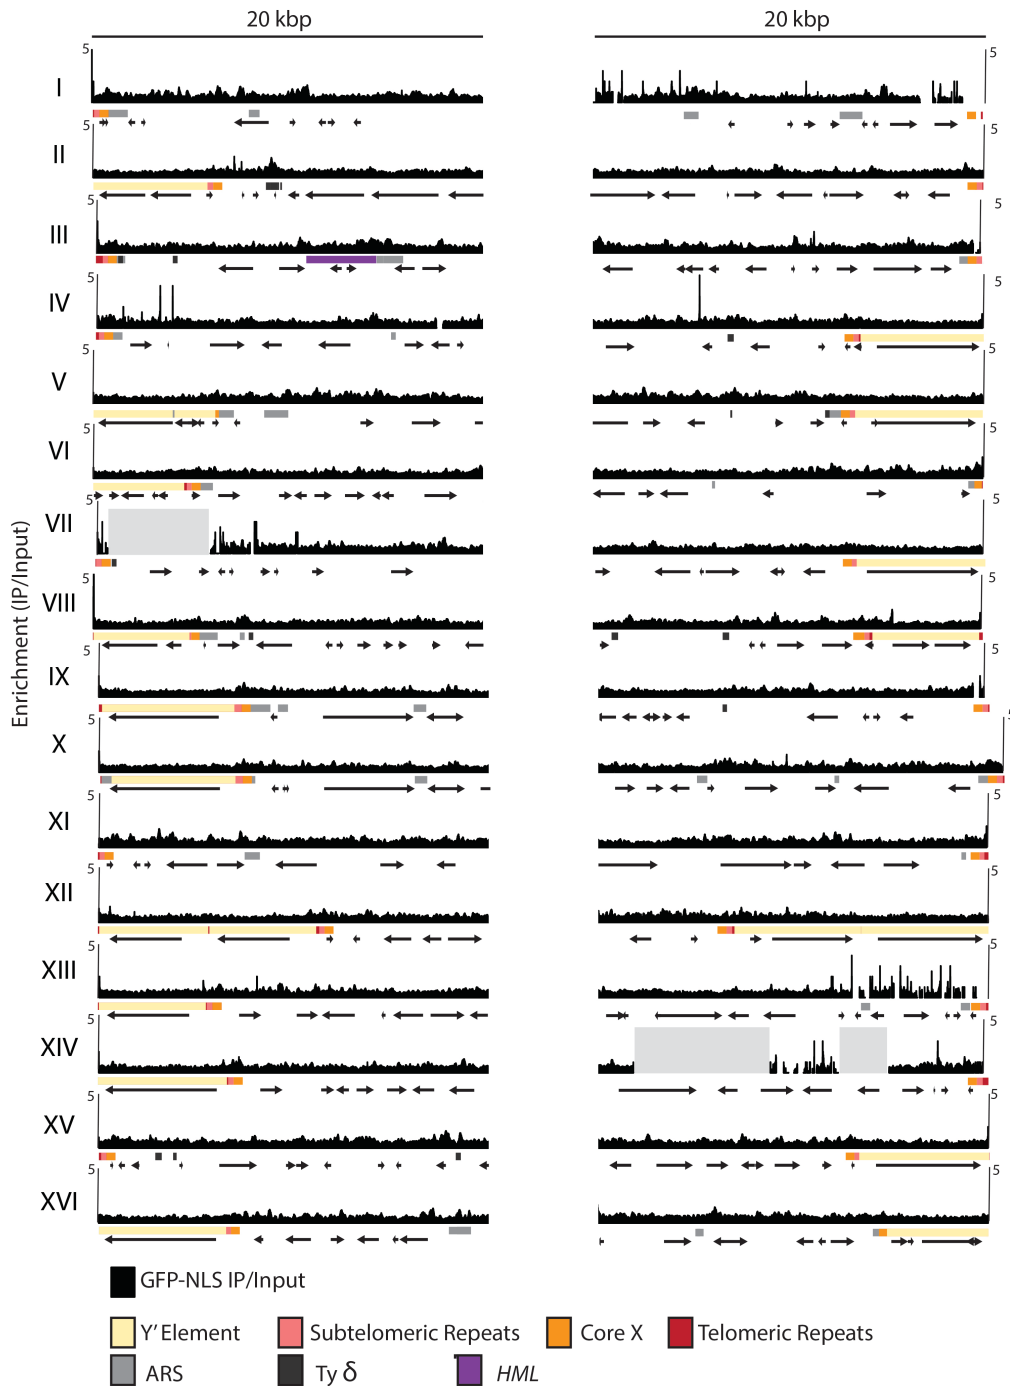 20 kbp 20 kbp
5 I 5
5 II 5
5 III 5
5 IV 5
5 V 5
5 VI 5
5 VII 5
5 VIII 5
5 IX 5
5 X
5 XI 5
5 XII 5
5 XIII 5
5 XIV 5
5 XV 5
5 XVI 5
Enrichment (IP/Input)
GFP-NLS IP/Input
Y' Element Subtelomeric Repeats Core X Telomeric Repeats
ARS Ty δ HML